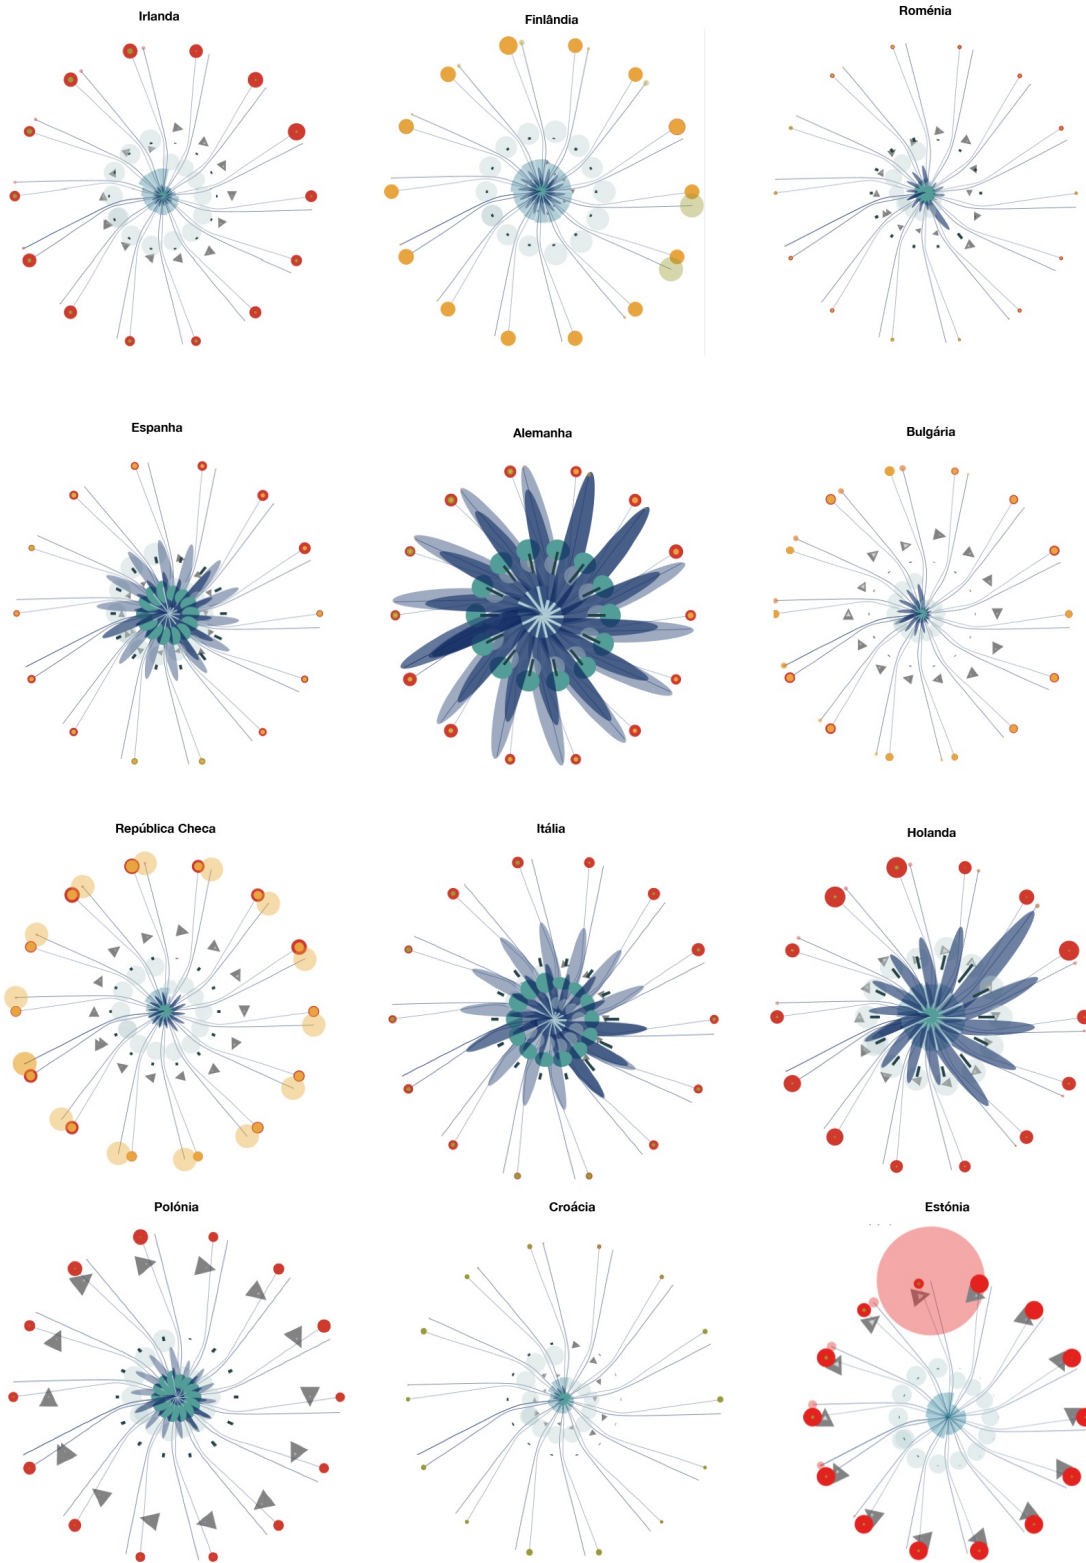 Irlanda
Finlândia
Roménia
Espanha
Alemanha
Bulgária
República Checa
Itália
Holanda
Polónia
Croácia
Estónia